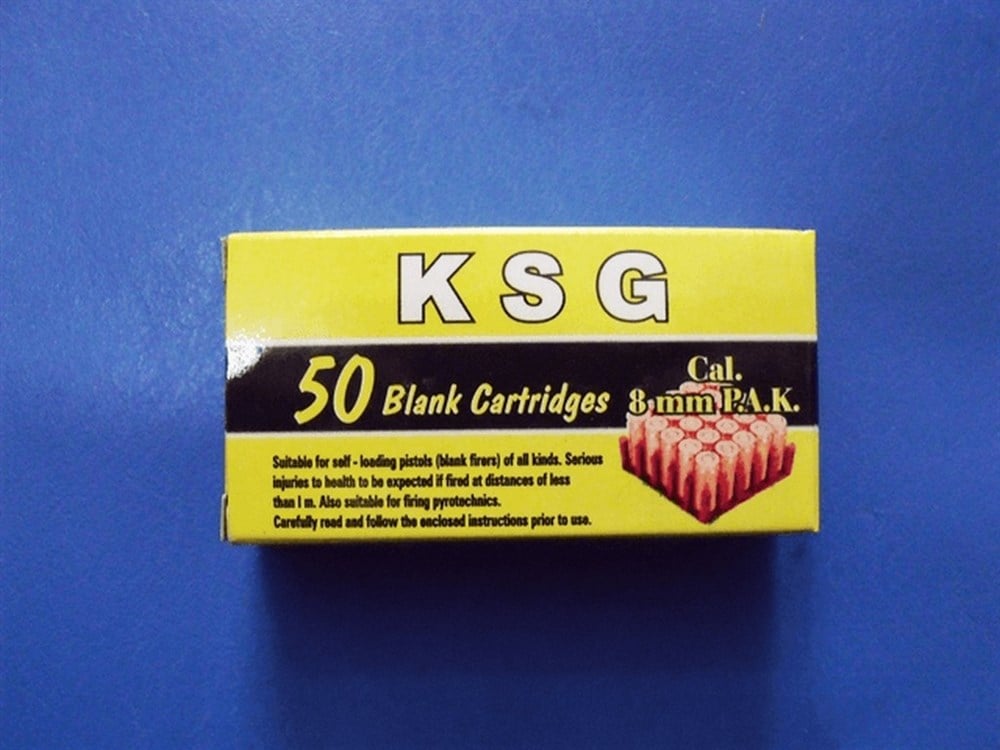 K S G
50 Blank Cartridges
Cal.
8 mm P.A.K.
Suitable for self - loading pistols (blank firers) of all kinds. Serious
injuries to health to be expected if fired at distances of less
than 1 m. Also suitable for firing pyrotechnics.
Carefully read and follow the enclosed instructions prior to use.